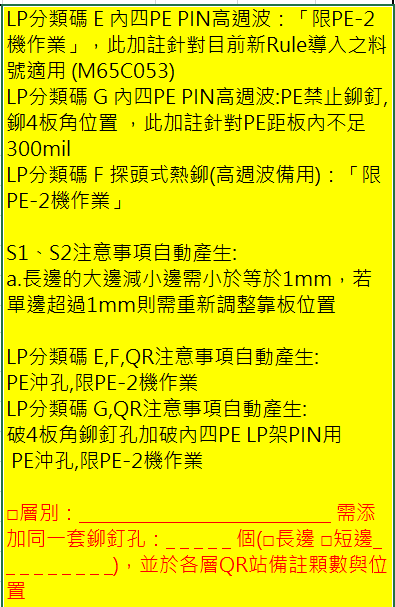 LP分類碼 E 內四PE PIN高週波：「限PE-2
機作業」，此加註針對目前新Rule導入之料
號適用 (M65C053)
LP分類碼 G 內四PE PIN高週波:PE禁止鉚釘,
鉚4板角位置 ，此加註針對PE距板內不足
300mil
LP分類碼 F 探頭式熱鉚(高週波備用)：「限
PE-2機作業」
S1、S2注意事項自動產生:
a.長邊的大邊減小邊需小於等於1mm，若
單邊超過1mm則需重新調整靠板位置
LP分類碼 E,F,QR注意事項自動產生:
PE沖孔,限PE-2機作業
LP分類碼 G,QR注意事項自動產生:
破4板角鉚釘孔加破內四PE LP架PIN用
PE沖孔,限PE-2機作業
□層別：________________________ 需添
加同一套鉚釘孔：_ _ _ _ _ 個(□長邊 □短邊_
_ _ _ _ _ _ _ _)，並於各層QR站備註顆數與位
置